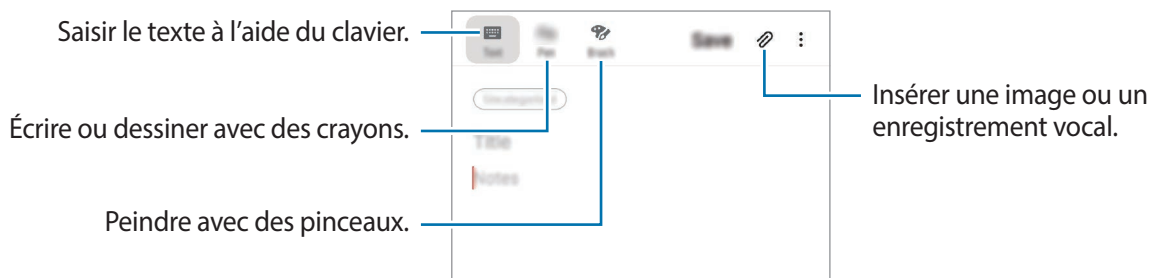 Saisir le texte à l'aide du clavier.
Text Pen Brush Save
Écrire ou dessiner avec des crayons.
Title
Notes
Peindre avec des pinceaux.
Insérer une image ou un
enregistrement vocal.